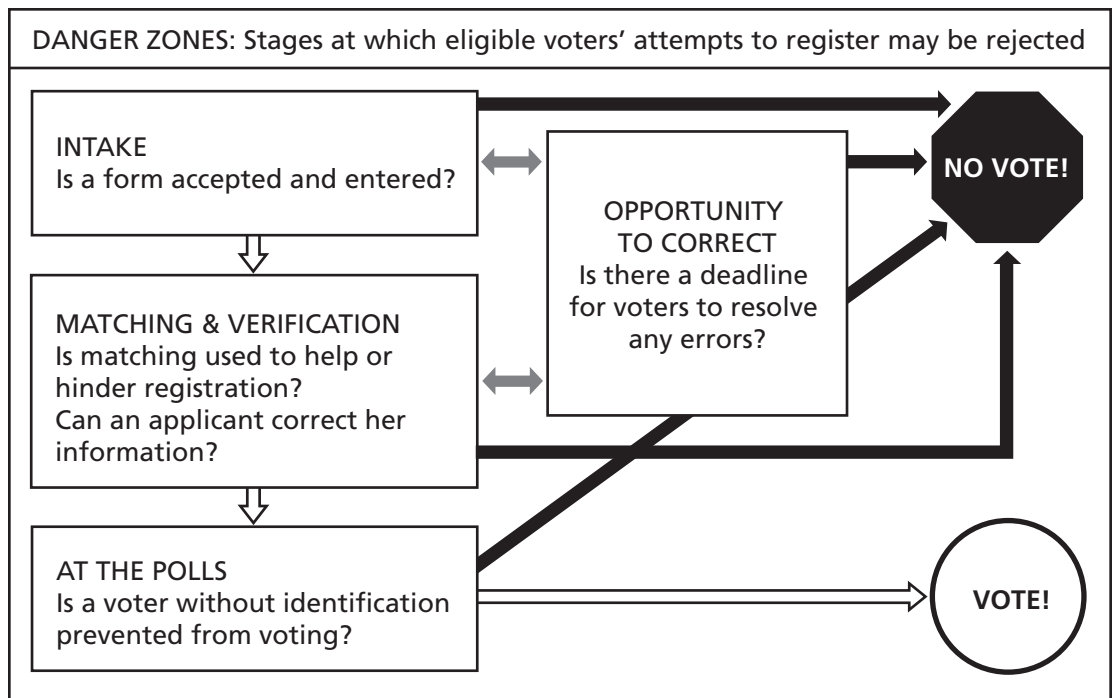 DANGER ZONES: Stages at which eligible voters’ attempts to register may be rejected
INTAKE
Is a form accepted and entered?
OPPORTUNITY
TO CORRECT
Is there a deadline
for voters to resolve
any errors?
NO VOTE!
MATCHING & VERIFICATION
Is matching used to help or
hinder registration?
Can an applicant correct her
information?
AT THE POLLS
Is a voter without identification
prevented from voting?
VOTE!